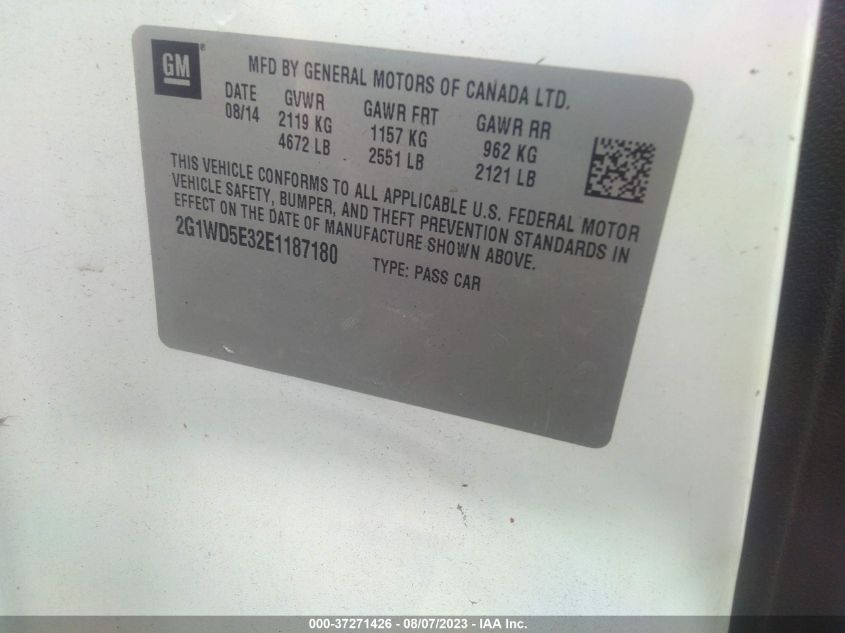 GM
MFD BY GENERAL MOTORS OF CANADA LTD.
DATE GVWR GAWR FRT GAWR RR
08/14 2119 KG 1157 KG 962 KG
4672 LB 2551 LB 2121 LB
THIS VEHICLE CONFORMS TO ALL APPLICABLE U.S. FEDERAL MOTOR
VEHICLE SAFETY, BUMPER, AND THEFT PREVENTION STANDARDS IN
EFFECT ON THE DATE OF MANUFACTURE SHOWN ABOVE.
2G1WD5E32E1187180 TYPE: PASS CAR
000-37271426 - 08/07/2023 - IAA Inc.